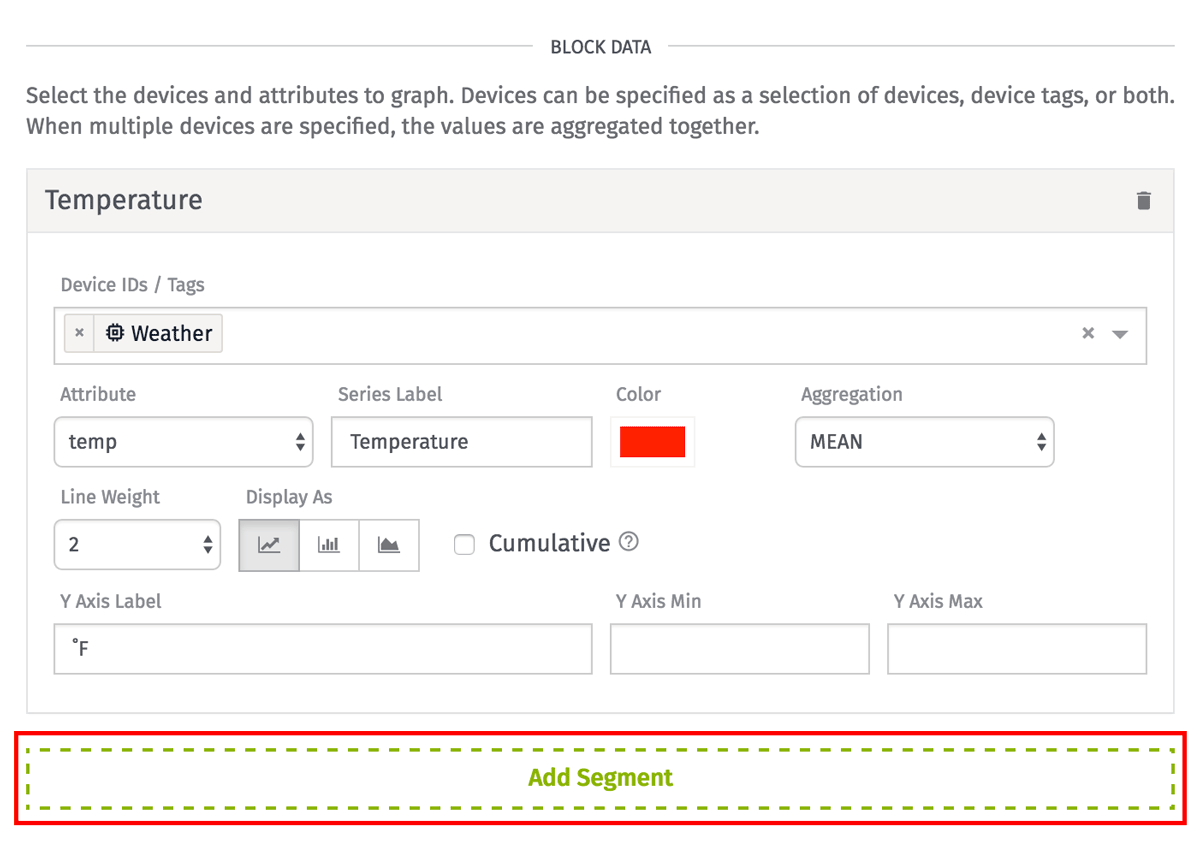 BLOCK DATA
Select the devices and attributes to graph. Devices can be specified as a selection of devices, device tags, or both.
When multiple devices are specified, the values are aggregated together.
Temperature
Device IDs / Tags
× Weather ×
Attribute Series Label Color Aggregation
temp Temperature MEAN
Line Weight Display As
2 Cumulative ?
Y Axis Label Y Axis Min Y Axis Max
°F
Add Segment